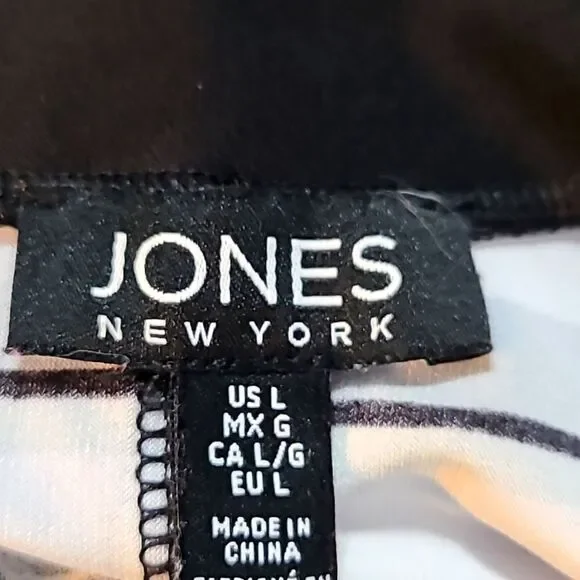 JONES
NEW YORK
US L
MX G
CA L/G
EU L
MADE IN
CHINA